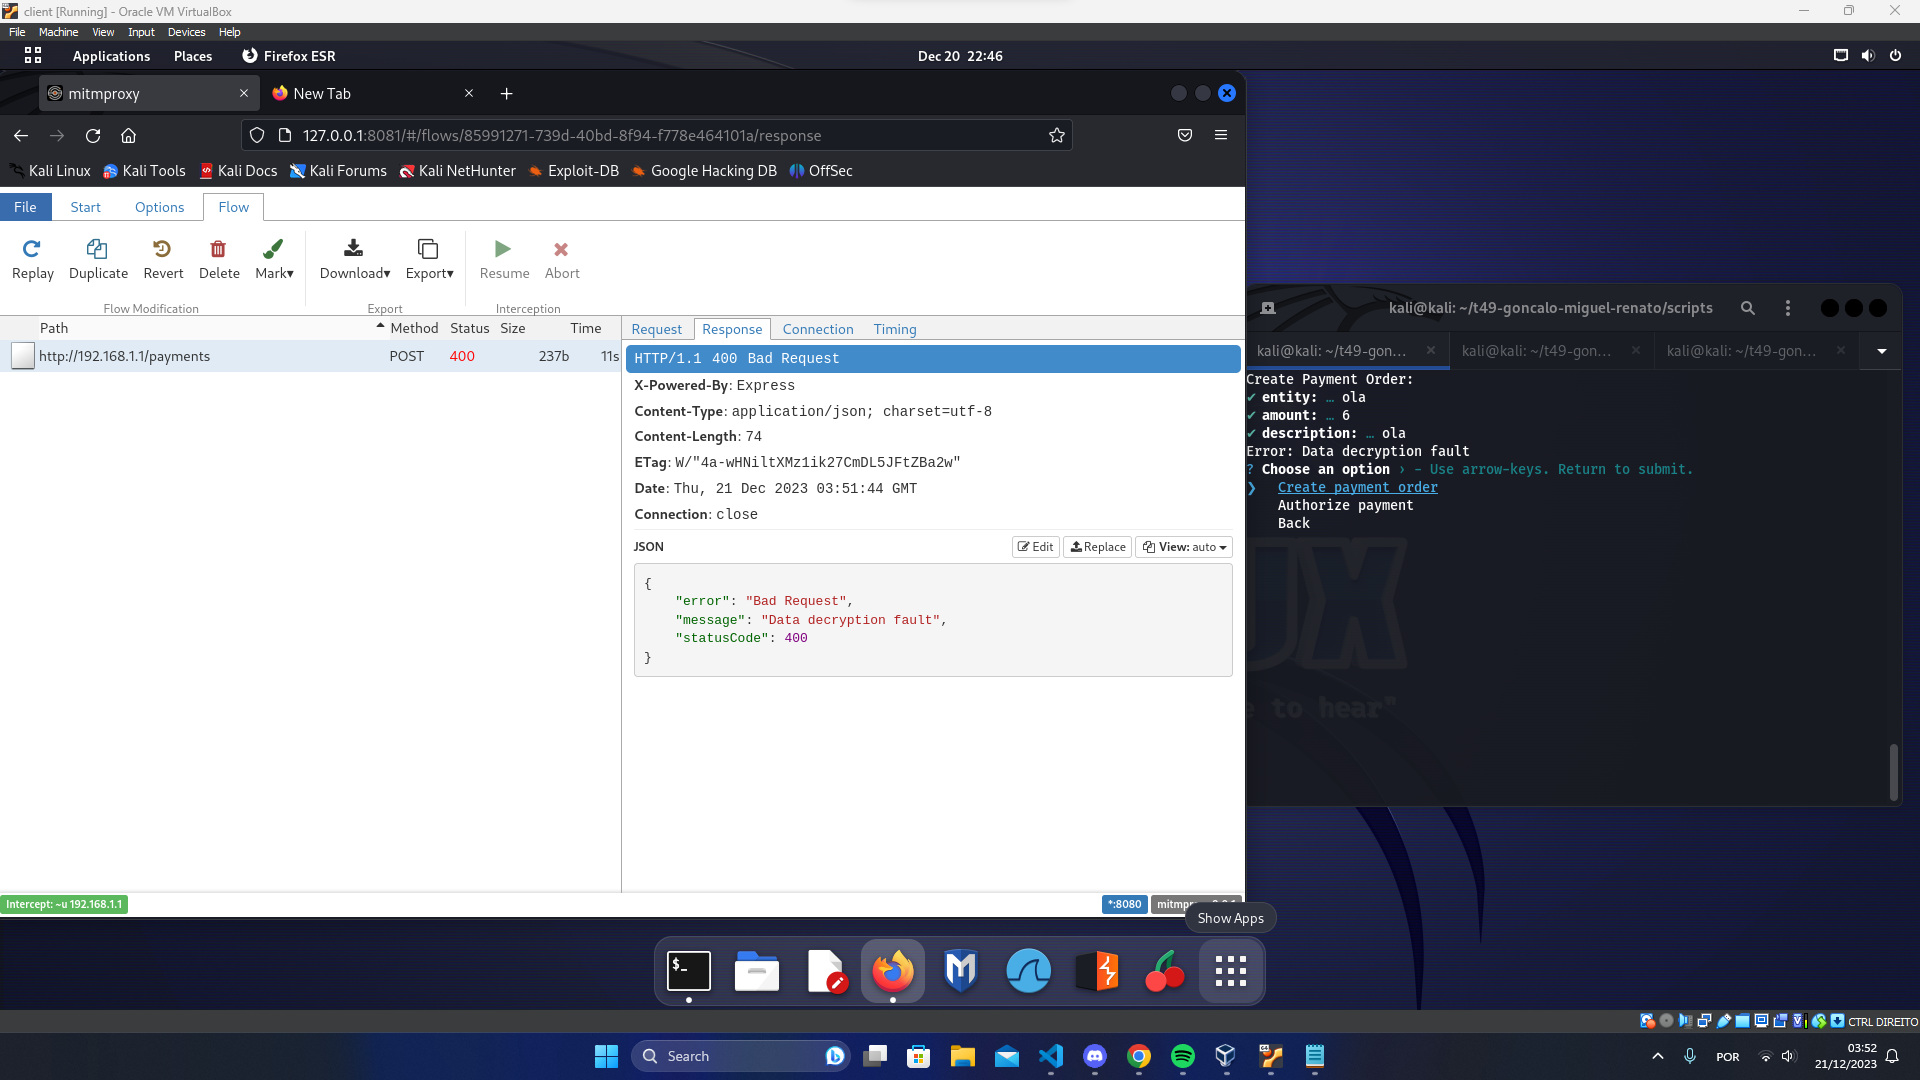 client [Running] - Oracle VM VirtualBox
File Machine View Input Devices Help
Applications Places Firefox ESR Dec 20 22:46
mitmproxy New Tab
127.0.0.1:8081/#/flows/85991271-739d-40bd-8f94-f778e464101a/response
Kali Linux Kali Tools Kali Docs Kali Forums Kali NetHunter Exploit-DB Google Hacking DB OffSec
File Start Options Flow
Replay Duplicate Revert Delete Mark▾ Download▾ Export▾ Resume Abort
Flow Modification Export Interception
Path Method Status Size Time
http://192.168.1.1/payments POST 400 237b 11s
Request Response Connection Timing
HTTP/1.1 400 Bad Request
X-Powered-By: Express
Content-Type: application/json; charset=utf-8
Content-Length: 74
ETag: W/"4a-wHNiltXMz1ik27CmDL5JFtZBa2w"
Date: Thu, 21 Dec 2023 03:51:44 GMT
Connection: close
JSON Edit Replace View: auto
{
"error": "Bad Request",
"message": "Data decryption fault",
"statusCode": 400
}
Intercept: ~u 192.168.1.1
*:8080
Show Apps
kali@kali: ~/t49-goncalo-miguel-renato/scripts
kali@kali: ~/t49-gon... kali@kali: ~/t49-gon... kali@kali: ~/t49-gon...
Create Payment Order:
✔ entity: … ola
✔ amount: … 6
✔ description: … ola
Error: Data decryption fault
? Choose an option › - Use arrow-keys. Return to submit.
❯ Create payment order
Authorize payment
Back
UX
e to hear"
CTRL DIREITO
Search
POR
03:52
21/12/2023